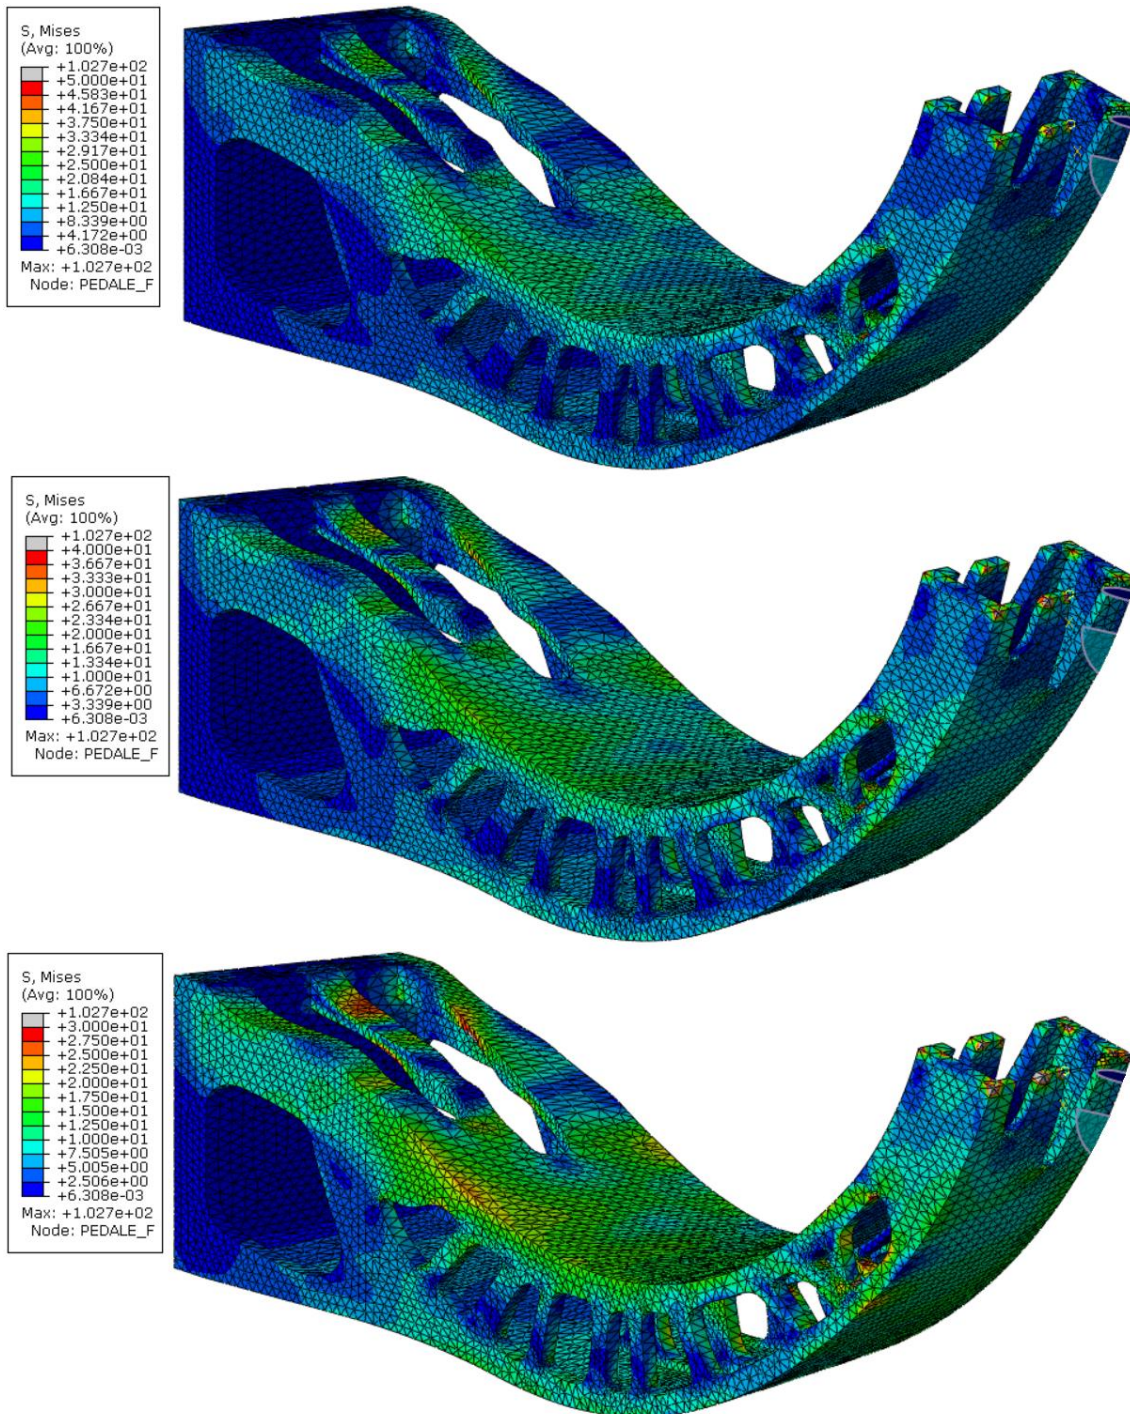 S, Mises
(Avg: 100%)
+1.027e+02
+5.000e+01
+4.583e+01
+4.167e+01
+3.750e+01
+3.334e+01
+2.917e+01
+2.500e+01
+2.084e+01
+1.667e+01
+1.250e+01
+8.339e+00
+4.172e+00
+6.308e-03
Max: +1.027e+02
Node: PEDALE_F
S, Mises
(Avg: 100%)
+1.027e+02
+4.000e+01
+3.667e+01
+3.333e+01
+3.000e+01
+2.667e+01
+2.334e+01
+2.000e+01
+1.667e+01
+1.334e+01
+1.000e+01
+6.672e+00
+3.339e+00
+6.308e-03
Max: +1.027e+02
Node: PEDALE_F
S, Mises
(Avg: 100%)
+1.027e+02
+3.000e+01
+2.750e+01
+2.500e+01
+2.250e+01
+2.000e+01
+1.750e+01
+1.500e+01
+1.250e+01
+1.000e+01
+7.505e+00
+5.005e+00
+2.506e+00
+6.308e-03
Max: +1.027e+02
Node: PEDALE_F